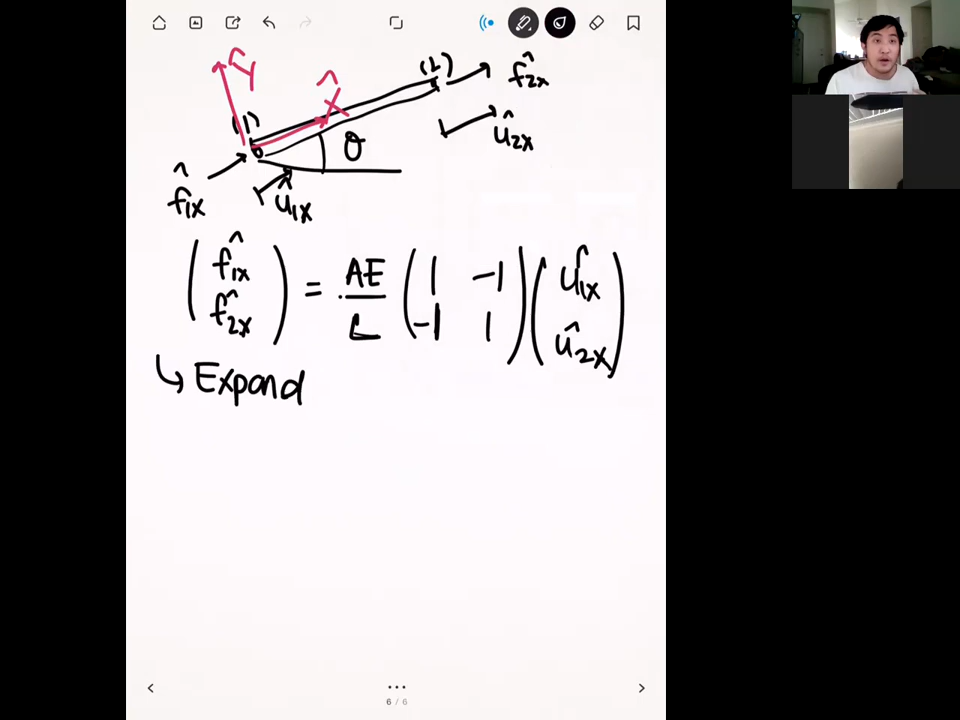 ŷ
x̂
(1)
(2)
f̂2x
û2x
θ
f̂1x
û1x
( f̂1x ) = AE ( 1 -1 ) ( û1x )
( f̂2x ) L ( -1 1 ) ( û2x )
↳ Expand
6 / 6